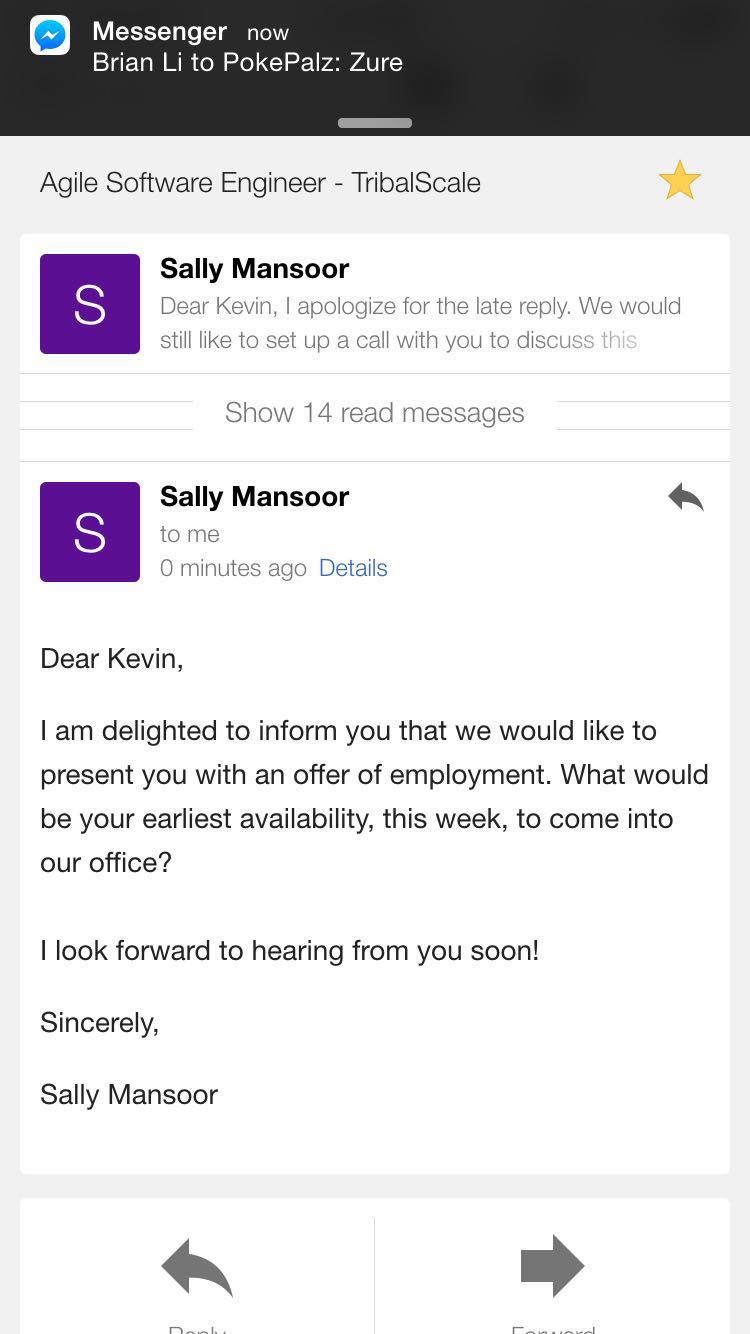 Messenger now
Brian Li to PokePalz: Zure
Agile Software Engineer - TribalScale
S
Sally Mansoor
Dear Kevin, I apologize for the late reply. We would
still like to set up a call with you to discuss this
Show 14 read messages
S
Sally Mansoor
to me
0 minutes ago Details
Dear Kevin,
I am delighted to inform you that we would like to
present you with an offer of employment. What would
be your earliest availability, this week, to come into
our office?
I look forward to hearing from you soon!
Sincerely,
Sally Mansoor
Reply Forward